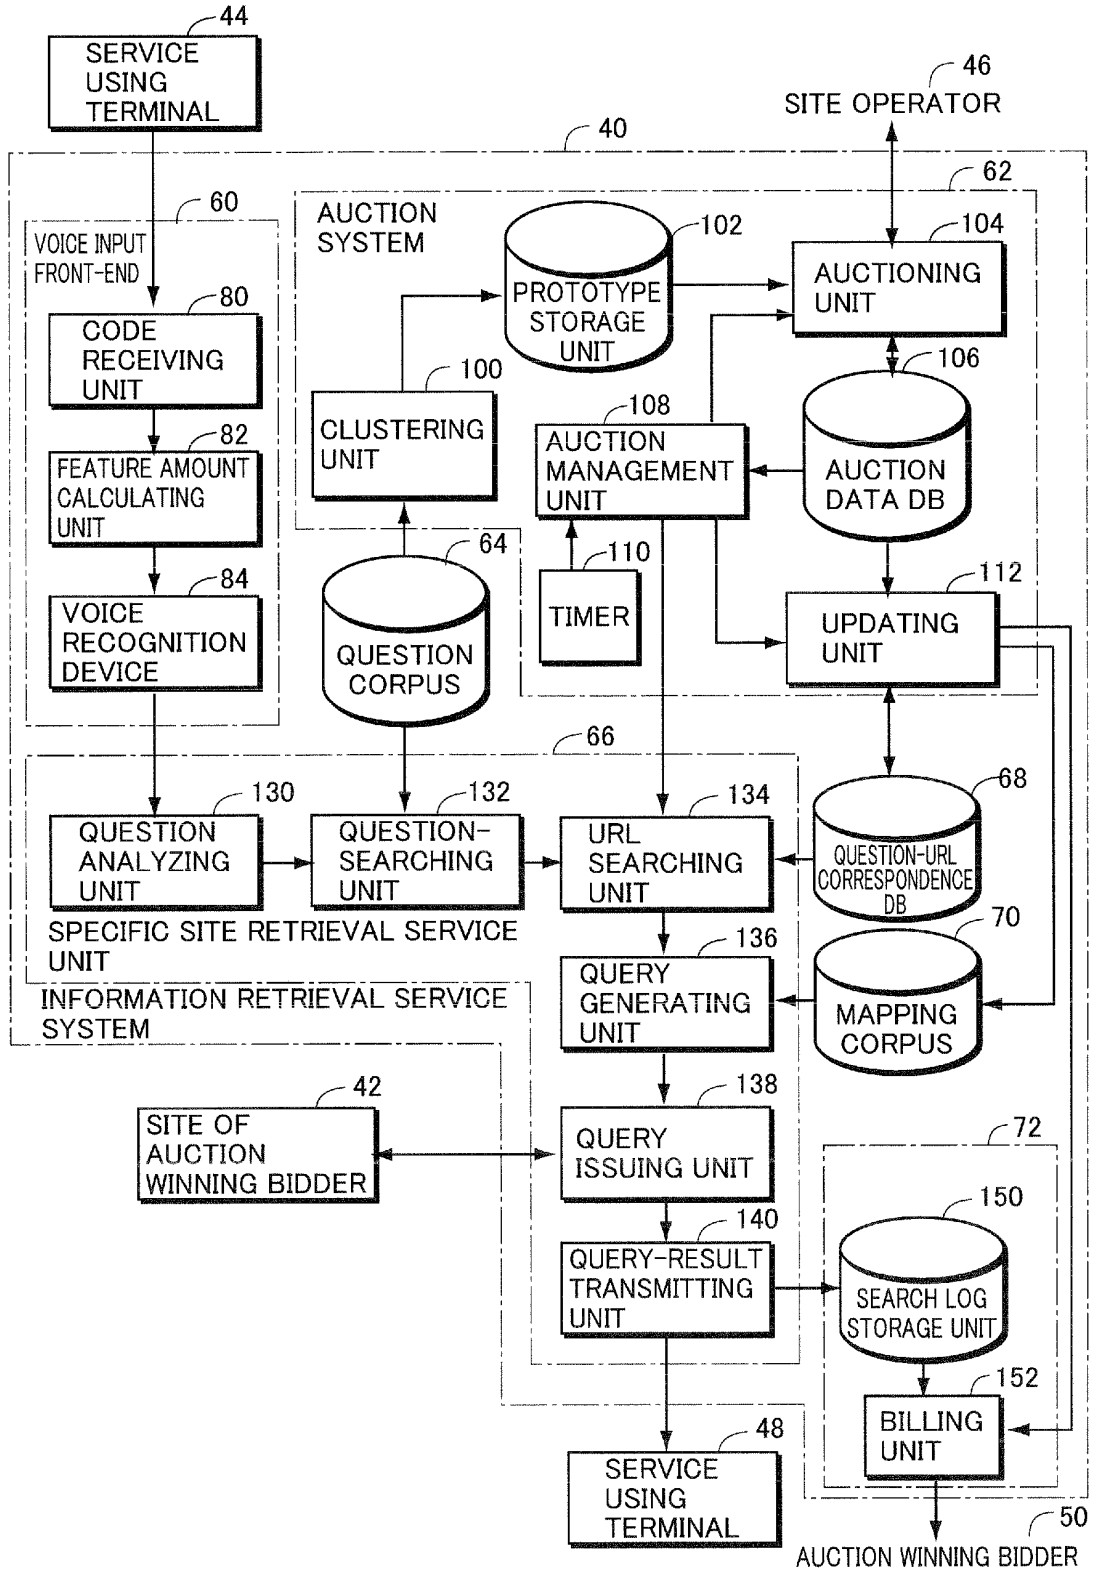 44
SERVICE
USING
TERMINAL
46
SITE OPERATOR
40
62
60
VOICE INPUT
FRONT-END
AUCTION
SYSTEM
102
PROTOTYPE
STORAGE
UNIT
104
AUCTIONING
UNIT
80
CODE
RECEIVING
UNIT
100
CLUSTERING
UNIT
106
AUCTION
DATA DB
108
AUCTION
MANAGEMENT
UNIT
82
FEATURE AMOUNT
CALCULATING
UNIT
64
QUESTION
CORPUS
110
TIMER
112
UPDATING
UNIT
84
VOICE
RECOGNITION
DEVICE
66
130
QUESTION
ANALYZING
UNIT
132
QUESTION-
SEARCHING
UNIT
134
URL
SEARCHING
UNIT
68
QUESTION-URL
CORRESPONDENCE
DB
SPECIFIC SITE RETRIEVAL SERVICE
UNIT
136
QUERY
GENERATING
UNIT
70
MAPPING
CORPUS
INFORMATION RETRIEVAL SERVICE
SYSTEM
42
SITE OF
AUCTION
WINNING BIDDER
138
QUERY
ISSUING UNIT
72
140
QUERY-RESULT
TRANSMITTING
UNIT
150
SEARCH LOG
STORAGE UNIT
152
BILLING
UNIT
48
SERVICE
USING
TERMINAL
50
AUCTION WINNING BIDDER